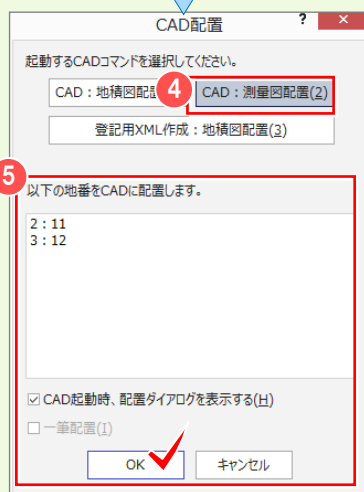 CAD配置 ? ×
起動するCADコマンドを選択してください。
CAD：地積図配 4 CAD：測量図配置(2)
登記用XML作成：地積図配置(3)
5
以下の地番をCADに配置します。
2：11
3：12
☑ CAD起動時、配置ダイアログを表示する(H)
☐ 一筆配置(I)
OK キャンセル